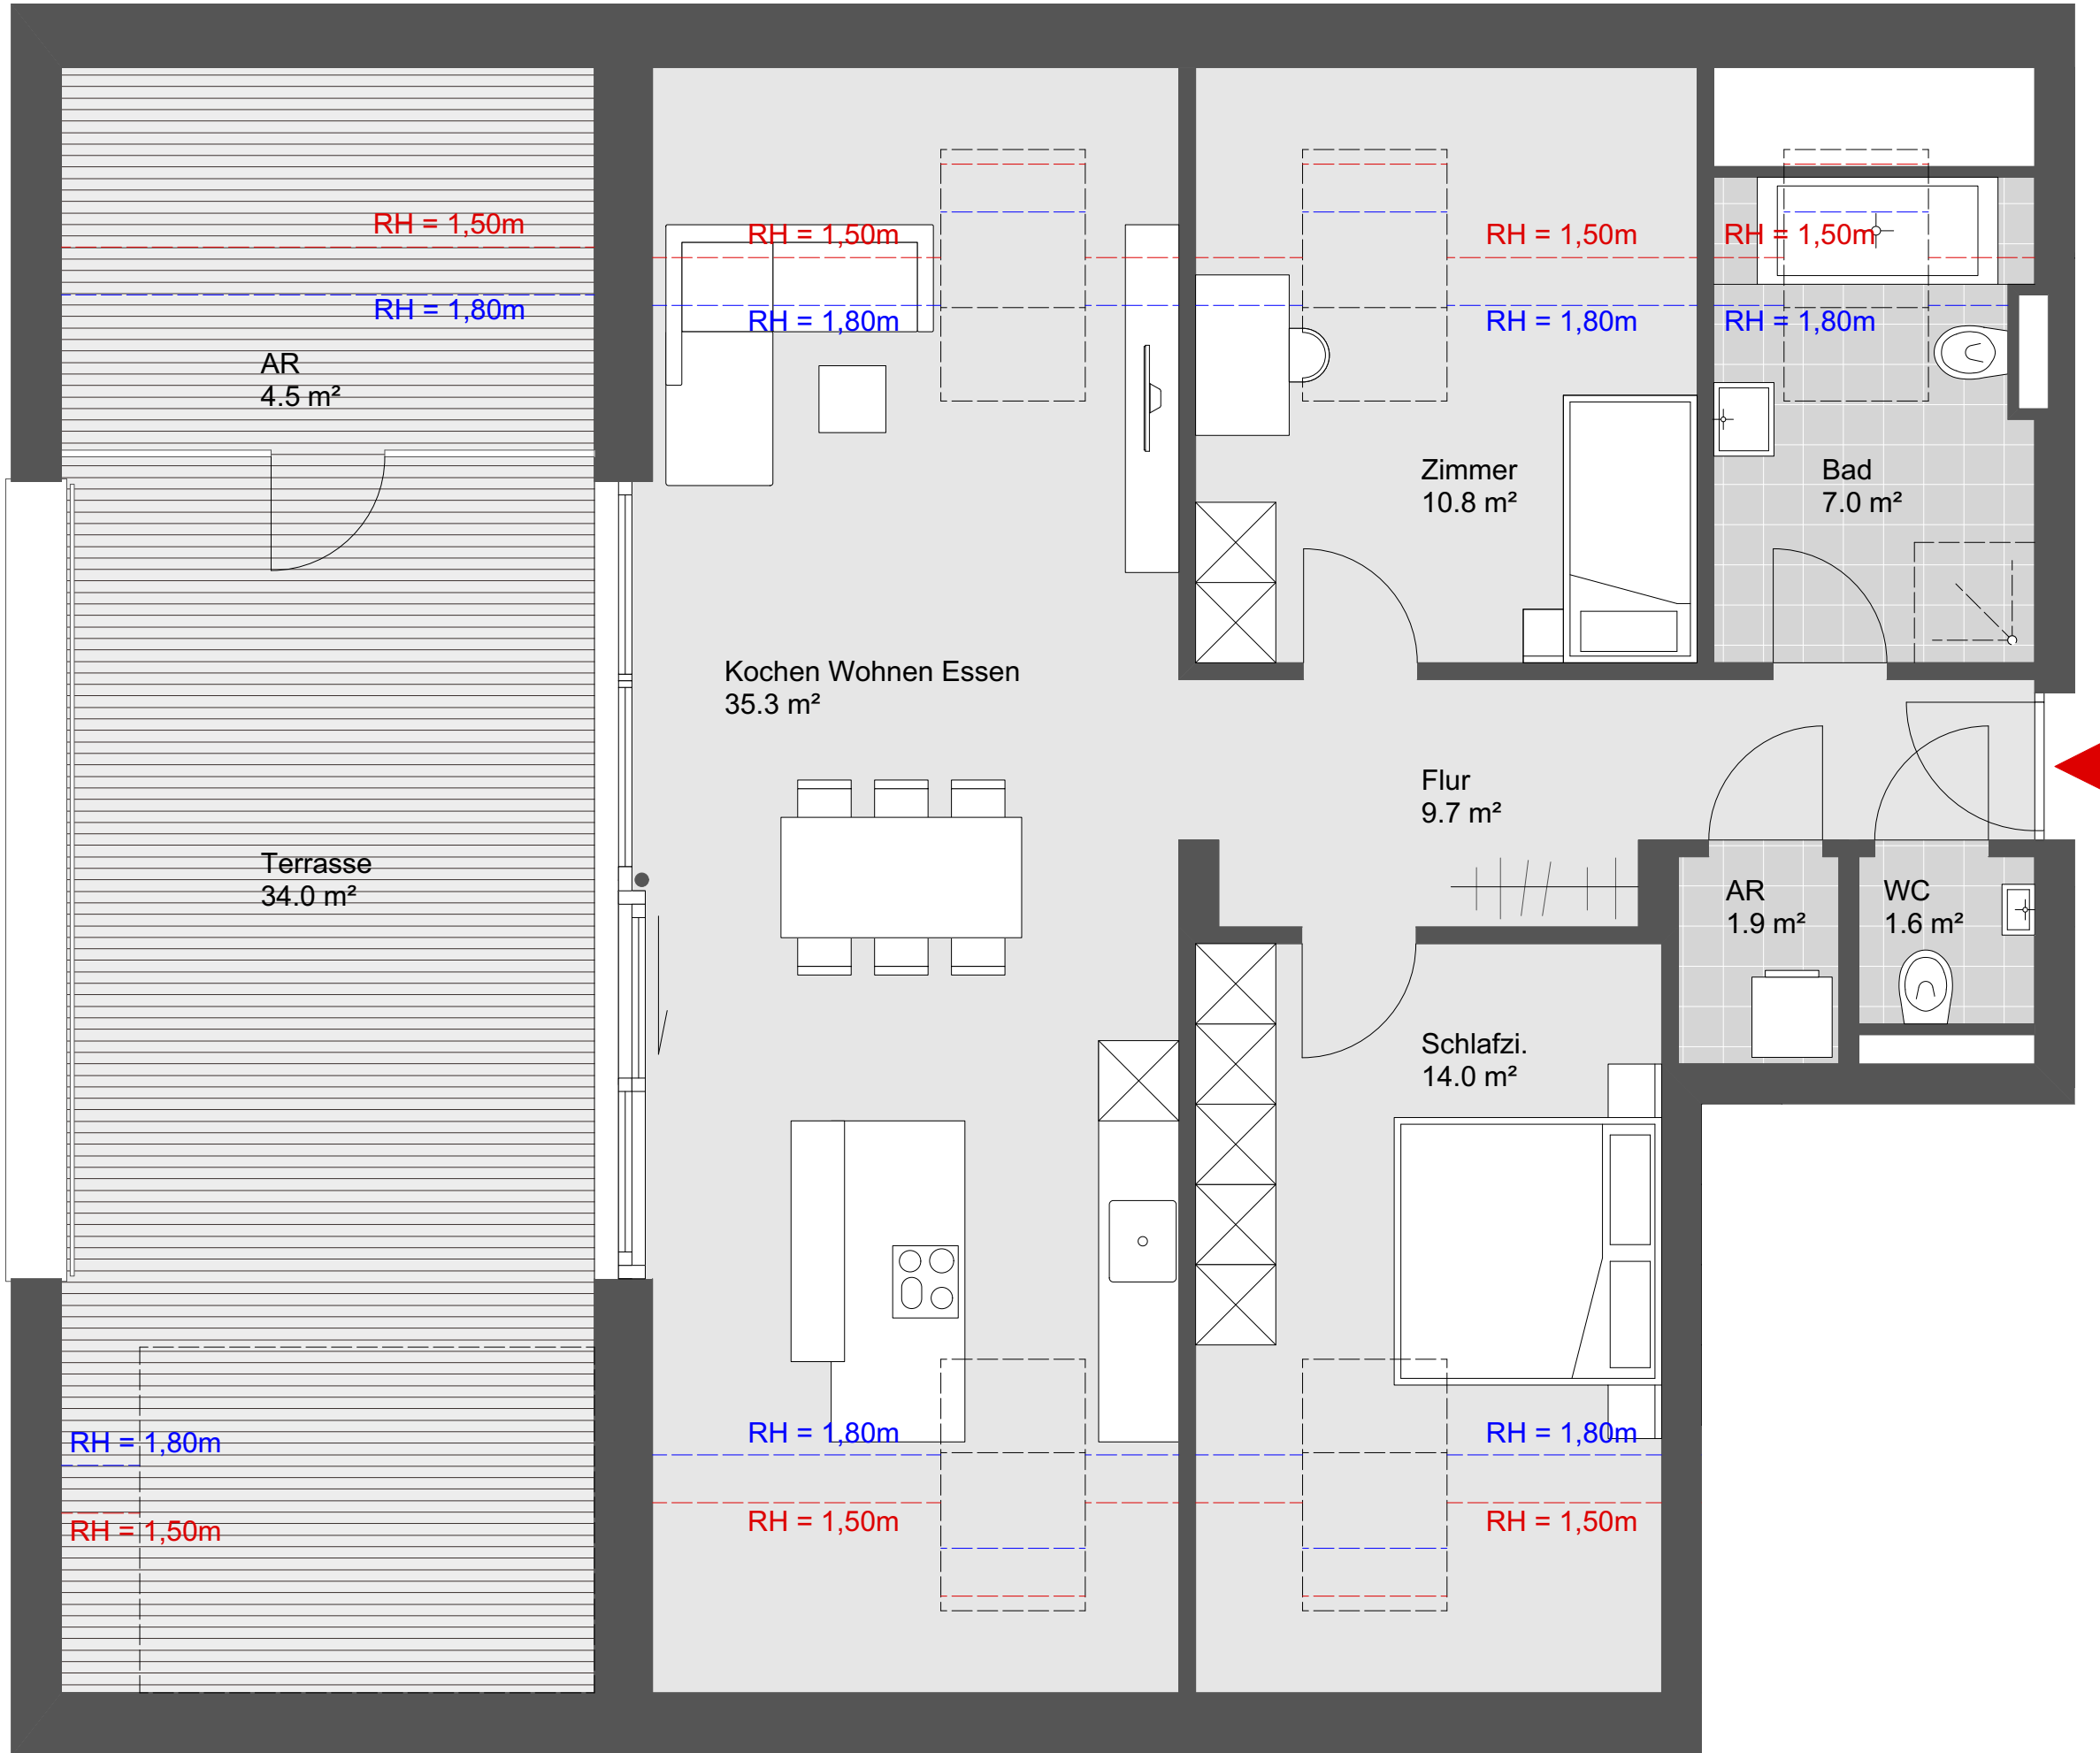 RH = 1,50m
RH = 1,80m
AR
4.5 m²
RH = 1,50m
RH = 1,80m
RH = 1,50m
RH = 1,80m
RH = 1,50m
RH = 1,80m
Zimmer
10.8 m²
Bad
7.0 m²
Kochen Wohnen Essen
35.3 m²
Flur
9.7 m²
Terrasse
34.0 m²
AR
1.9 m²
WC
1.6 m²
Schlafzi.
14.0 m²
RH = 1,80m
RH = 1,50m
RH = 1,80m
RH = 1,50m
RH = 1,80m
RH = 1,50m